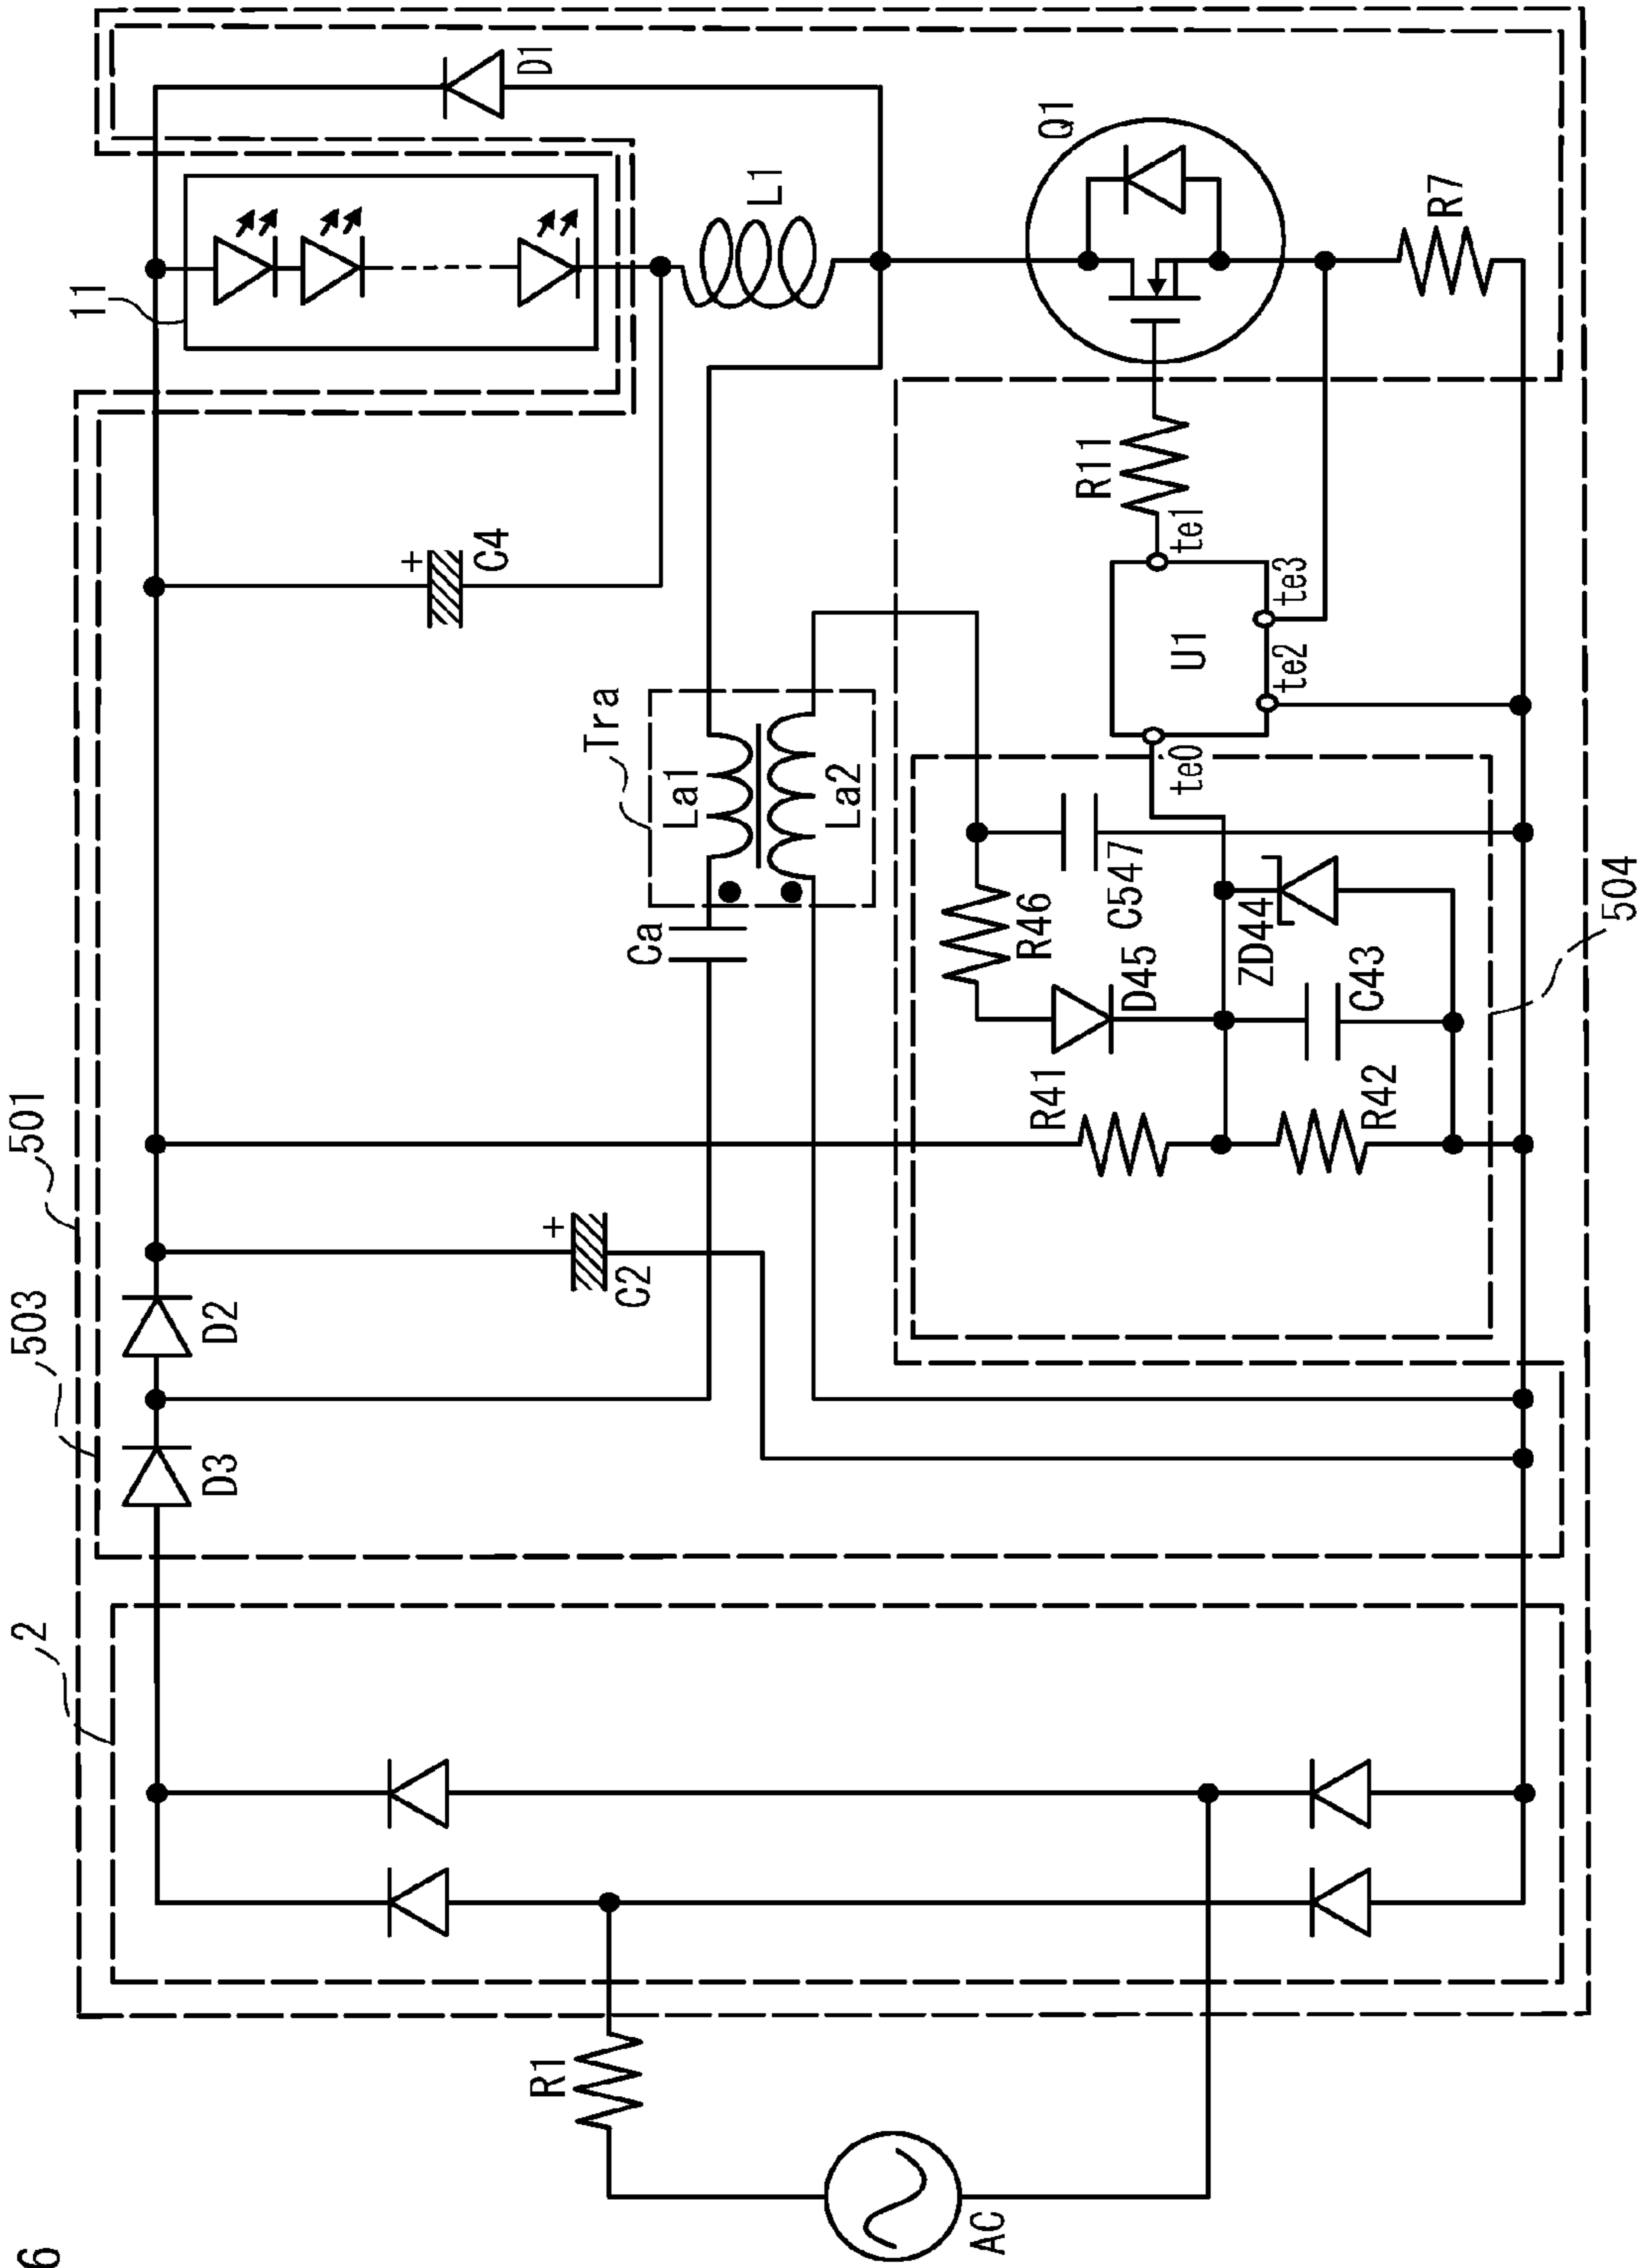 6
2
503
501
11
AC
R1
D3
D2
C2
+
C4
+
Ca
Tra
La1
La2
L1
D1
Q1
R7
R11
U1
te0
te1
te2
te3
R41
R42
D45
R46
C547
ZD44
C43
504